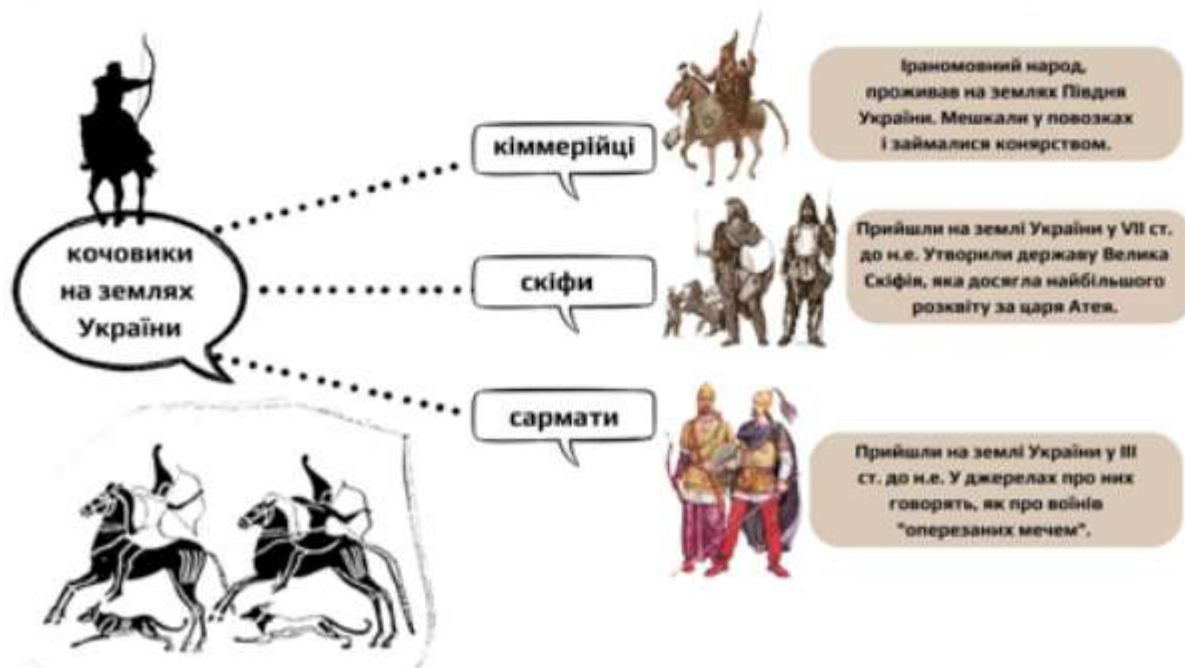 кочовики
на землях
України
кіммерійці
Іраномовний народ,
проживав на землях Півдня
України. Мешкали у повозках
і займалися конярством.
скіфи
Прийшли на землі України у VII ст.
до н.е. Утворили державу Велика
Скіфія, яка досягла найбільшого
розквіту за царя Атея.
сармати
Прийшли на землі України у III
ст. до н.е. У джерелах про них
говорять, як про воїнів
"оперезаних мечем".